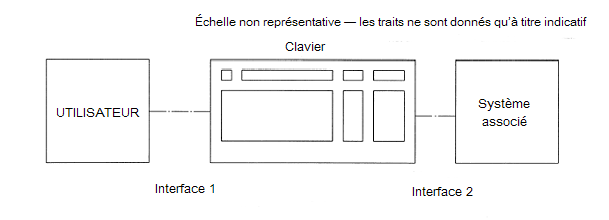 Échelle non représentative — les traits ne sont donnés qu'à titre indicatif
Clavier
UTILISATEUR
Système
associé
Interface 1
Interface 2